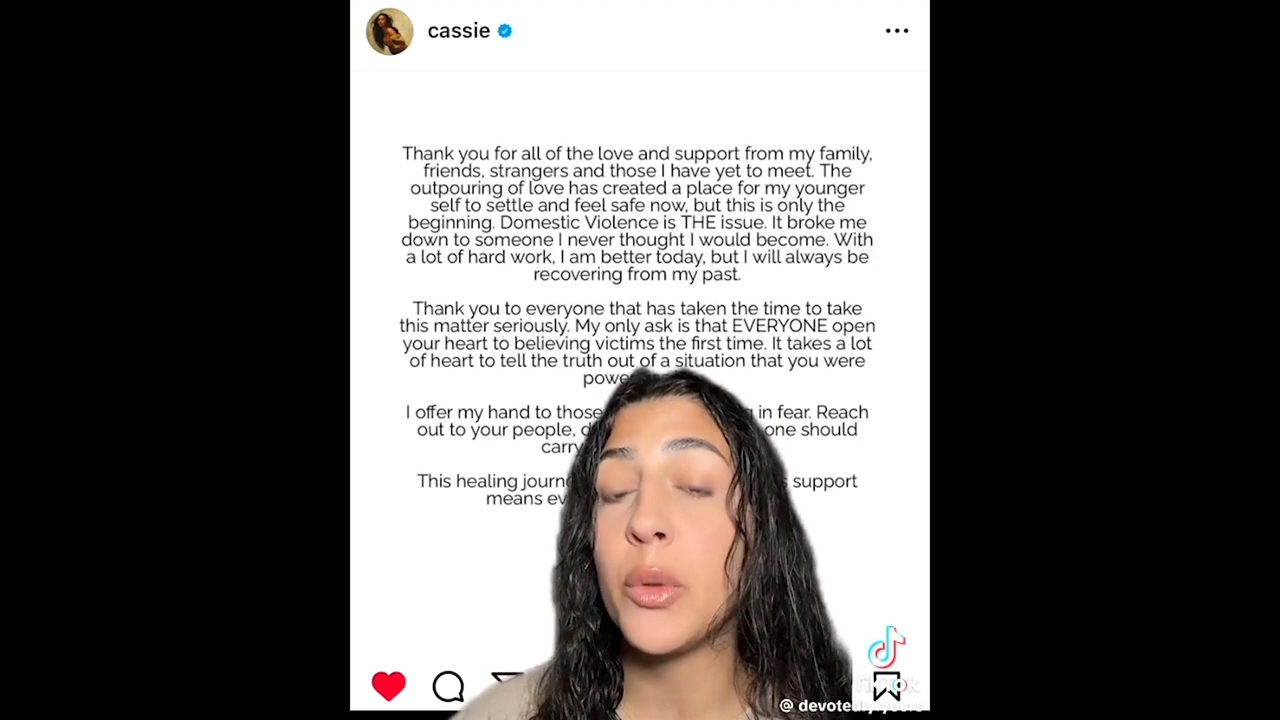 cassie
Thank you for all of the love and support from my family,
friends, strangers and those I have yet to meet. The
outpouring of love has created a place for my younger
self to settle and feel safe now, but this is only the
beginning. Domestic Violence is THE issue. It broke me
down to someone I never thought I would become. With
a lot of hard work, I am better today, but I will always be
recovering from my past.
Thank you to everyone that has taken the time to take
this matter seriously. My only ask is that EVERYONE open
your heart to believing victims the first time. It takes a lot
of heart to tell the truth out of a situation that you were
I offer my hand to those in fear. Reach
out to your people, one should
carry
This healing support
means
TikTok
@